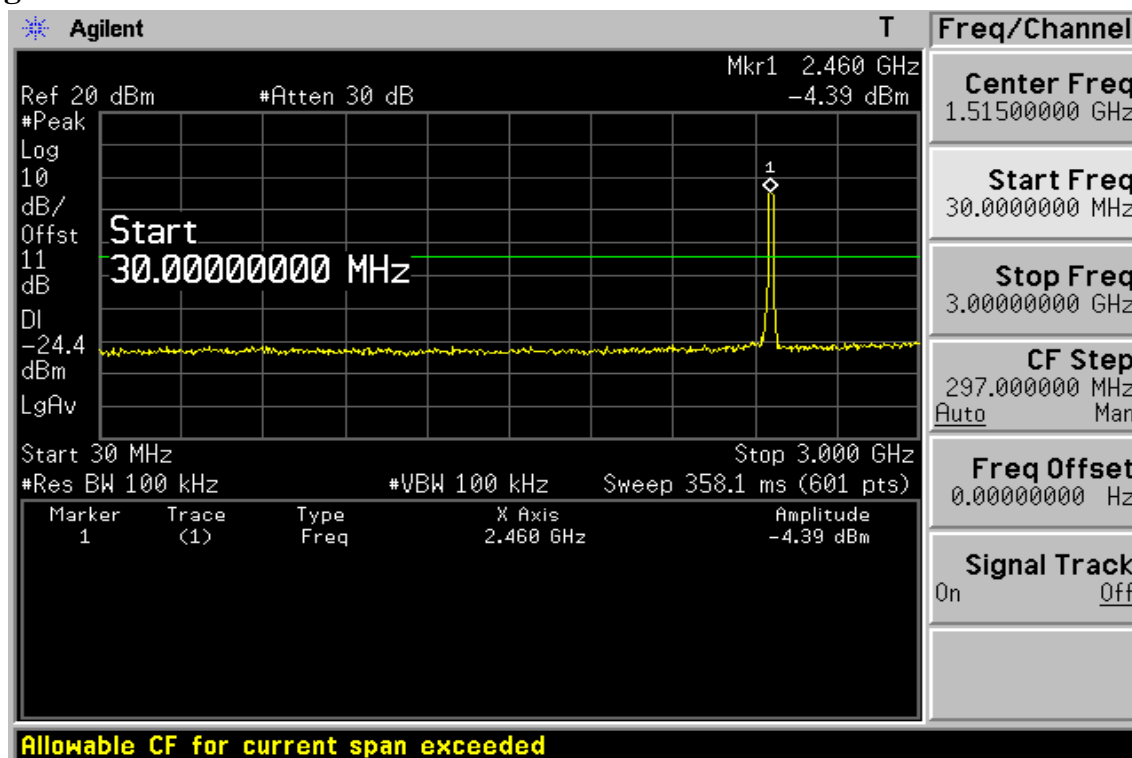 Agilent T
Mkr1 2.460 GHz
Ref 20 dBm #Atten 30 dB -4.39 dBm
#Peak
Log
10
dB/
Offst
11
dB
DI
-24.4
dBm
LgAv
1
Start
30.00000000 MHz
Start 30 MHz Stop 3.000 GHz
#Res BW 100 kHz #VBW 100 kHz Sweep 358.1 ms (601 pts)
Marker Trace Type X Axis Amplitude
1 (1) Freq 2.460 GHz -4.39 dBm
Allowable CF for current span exceeded
Freq/Channel
Center Freq
1.51500000 GHz
Start Freq
30.0000000 MHz
Stop Freq
3.00000000 GHz
CF Step
297.000000 MHz
Auto Man
Freq Offset
0.00000000 Hz
Signal Track
On Off